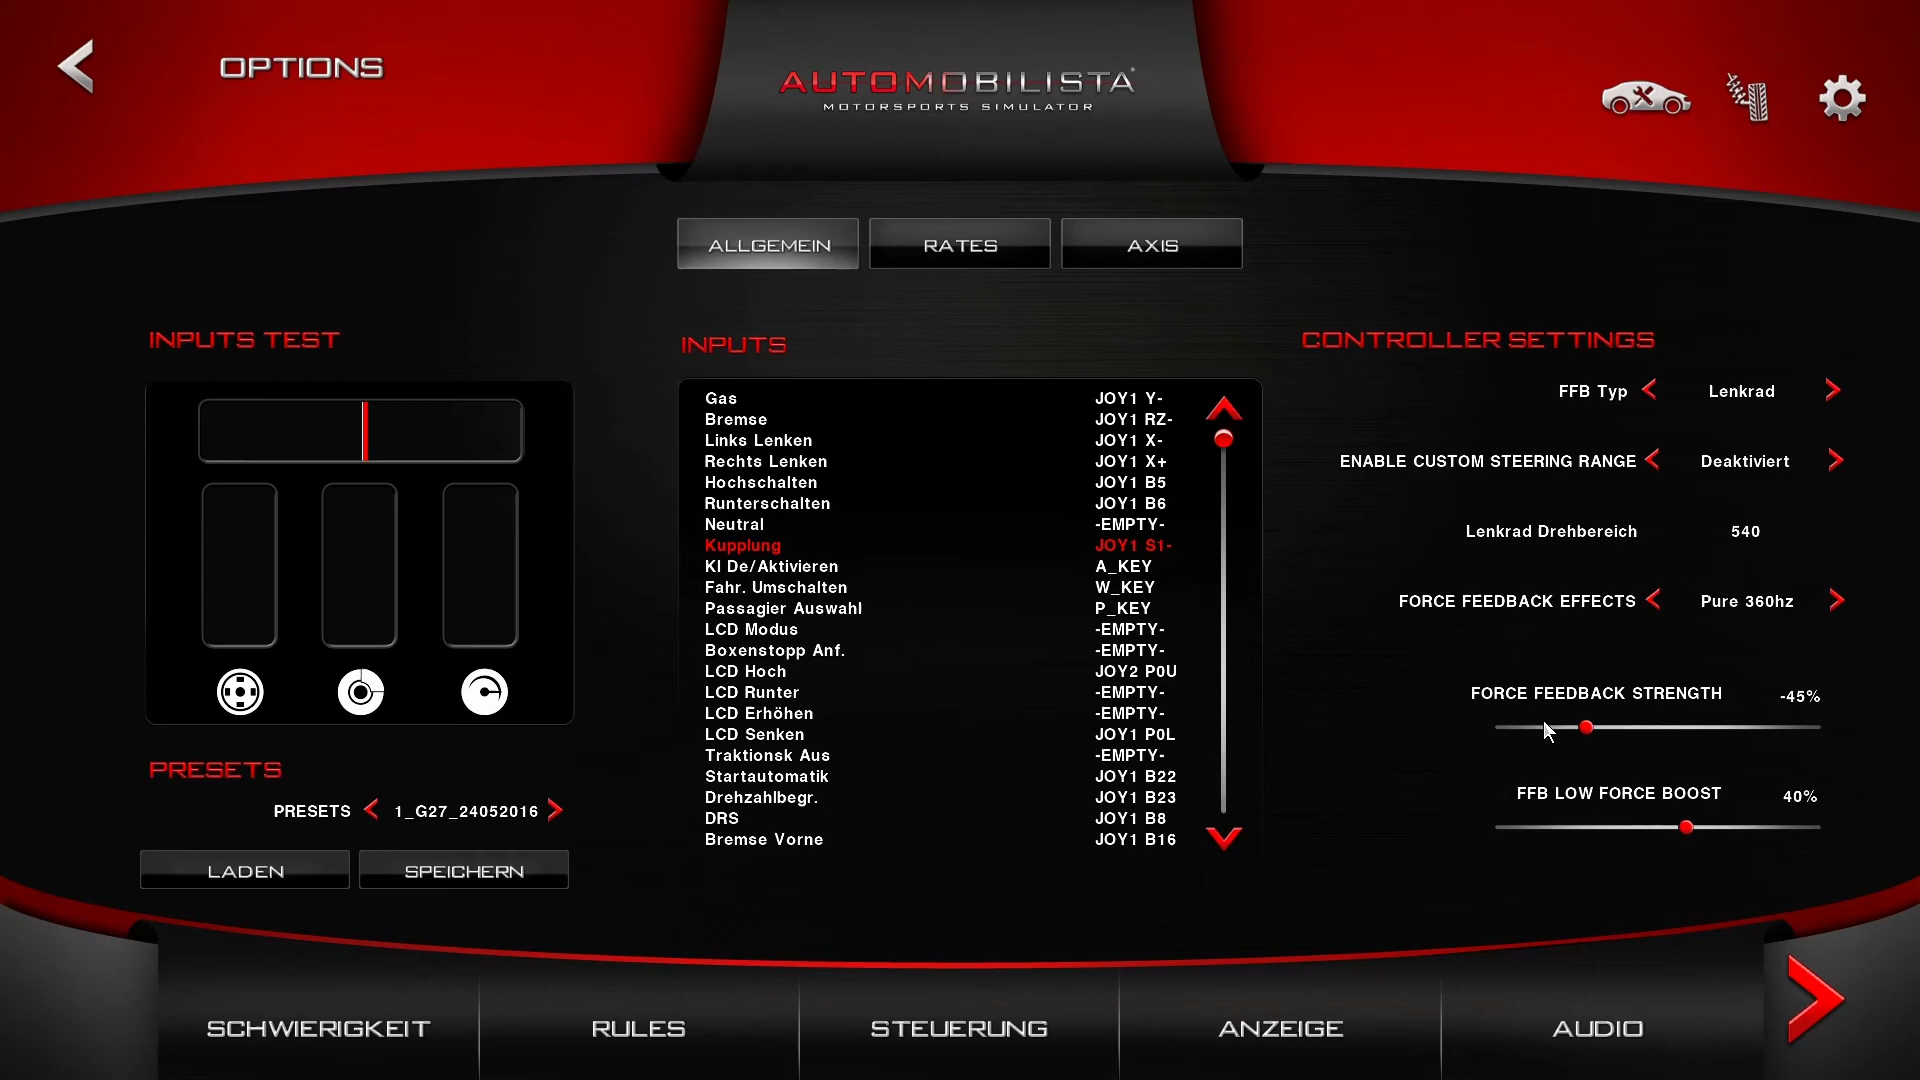 OPTIONS
AUTOMOBILISTA
MOTORSPORTS SIMULATOR
ALLGEMEIN
RATES
AXIS
INPUTS TEST
PRESETS
PRESETS 1_G27_24052016
LADEN
SPEICHERN
INPUTS
Gas JOY1 Y-
Bremse JOY1 RZ-
Links Lenken JOY1 X-
Rechts Lenken JOY1 X+
Hochschalten JOY1 B5
Runterschalten JOY1 B6
Neutral -EMPTY-
Kupplung JOY1 S1-
KI De/Aktivieren A_KEY
Fahr. Umschalten W_KEY
Passagier Auswahl P_KEY
LCD Modus -EMPTY-
Boxenstopp Anf. -EMPTY-
LCD Hoch JOY2 P0U
LCD Runter -EMPTY-
LCD Erhöhen -EMPTY-
LCD Senken JOY1 P0L
Traktionsk Aus -EMPTY-
Startautomatik JOY1 B22
Drehzahlbegr. JOY1 B23
DRS JOY1 B8
Bremse Vorne JOY1 B16
CONTROLLER SETTINGS
FFB Typ Lenkrad
ENABLE CUSTOM STEERING RANGE Deaktiviert
Lenkrad Drehbereich 540
FORCE FEEDBACK EFFECTS Pure 360hz
FORCE FEEDBACK STRENGTH -45%
FFB LOW FORCE BOOST 40%
SCHWIERIGKEIT
RULES
STEUERUNG
ANZEIGE
AUDIO